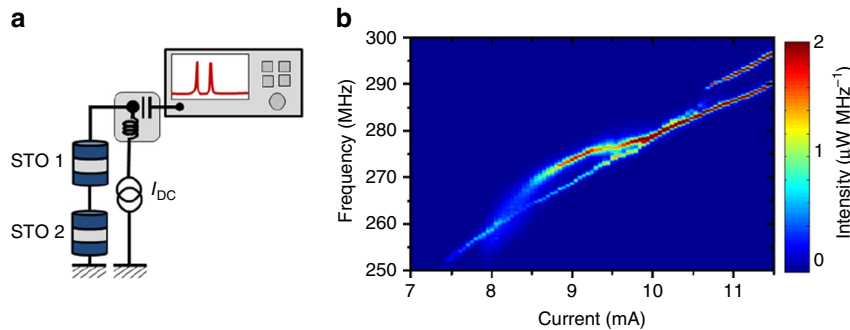 a
STO 1
STO 2
I_DC
b
Frequency (MHz)
300
290
280
270
260
250
7
8
9
10
11
Current (mA)
2
1
0
Intensity (µW MHz⁻¹)